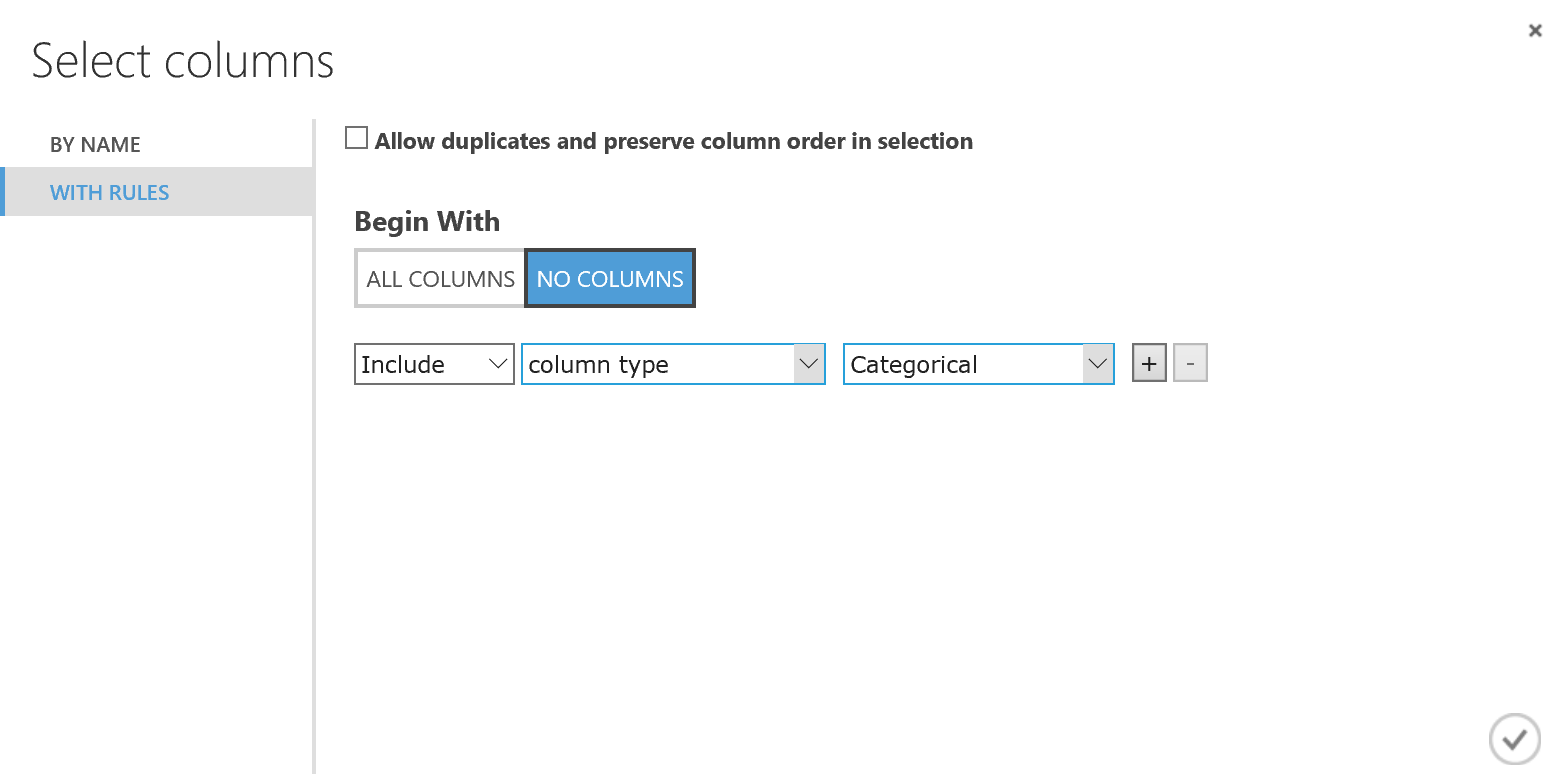 Select columns
BY NAME
WITH RULES
Allow duplicates and preserve column order in selection
Begin With
ALL COLUMNS NO COLUMNS
Include column type Categorical + -